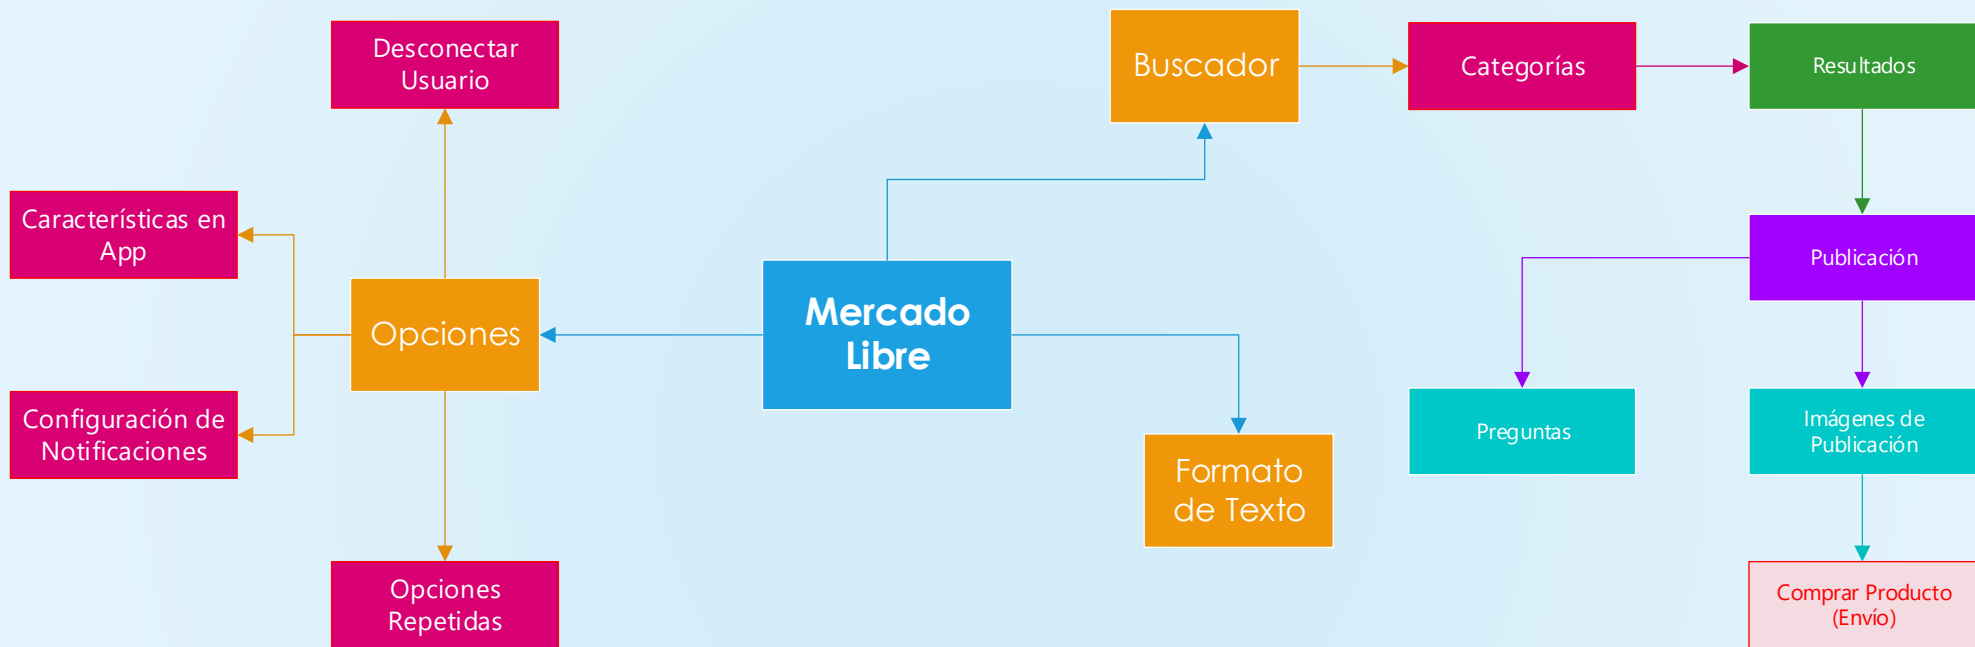 Desconectar
Usuario
Buscador
Categorías
Resultados
Características en
App
Publicación
Opciones
Mercado
Libre
Configuración de
Notificaciones
Preguntas
Imágenes de
Publicación
Formato
de Texto
Opciones
Repetidas
Comprar Producto
(Envío)